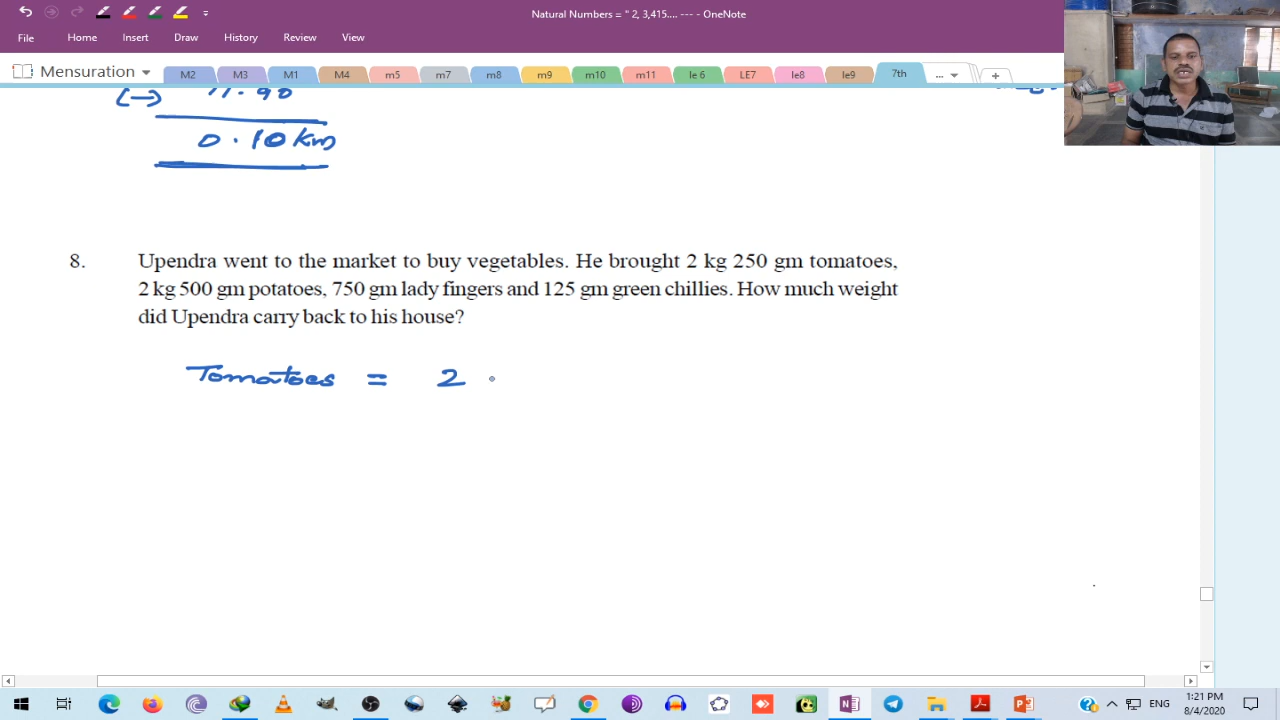 Natural Numbers = " 2, 3,415.... --- - OneNote
File Home Insert Draw History Review View
Mensuration M2 M3 M1 M4 m5 m7 m8 m9 m10 m11 le 6 LE7 le8 le9 7th ... +
(-)
0.10 km
8. Upendra went to the market to buy vegetables. He brought 2 kg 250 gm tomatoes,
2 kg 500 gm potatoes, 750 gm lady fingers and 125 gm green chillies. How much weight
did Upendra carry back to his house?
Tomatoes = 2
ENG
1:21 PM
8/4/2020